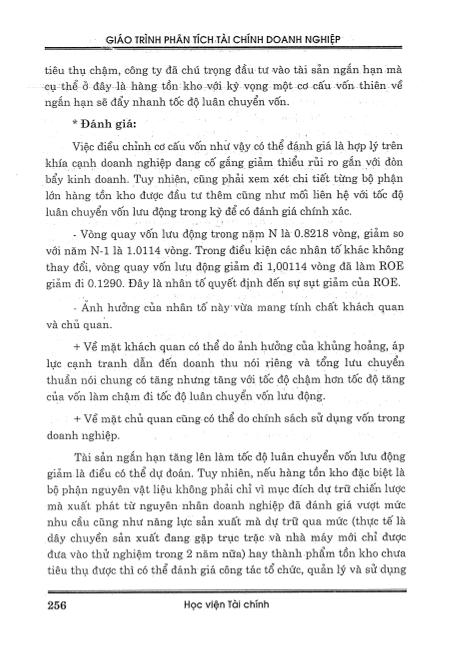 GIÁO TRÌNH PHÂN TÍCH TÀI CHÍNH DOANH NGHIỆP
tiêu thụ chậm, công ty đã chú trọng đầu tư vào tài sản ngắn hạn mà
cụ thể ở đây là hàng tồn kho với kỳ vọng một cơ cấu vốn thiên về
ngắn hạn sẽ đẩy nhanh tốc độ luân chuyển vốn.
* Đánh giá:
Việc điều chỉnh cơ cấu vốn như vậy có thể đánh giá là hợp lý trên
khía cạnh doanh nghiệp đang cố gắng giảm thiểu rủi ro gắn với đòn
bẩy kinh doanh. Tuy nhiên, cũng phải xem xét chi tiết từng bộ phận
lớn hàng tồn kho được đầu tư thêm cũng như mối liên hệ với tốc độ
luân chuyển vốn lưu động trong kỳ để có đánh giá chính xác.
- Vòng quay vốn lưu động trong năm N là 0.8218 vòng, giảm so
với năm N-1 là 1.0114 vòng. Trong điều kiện các nhân tố khác không
thay đổi, vòng quay vốn lưu động giảm đi 1,00114 vòng đã làm ROE
giảm đi 0.1290. Đây là nhân tố quyết định đến sự sụt giảm của ROE.
- Ảnh hưởng của nhân tố này vừa mang tính chất khách quan
và chủ quan.
+ Về mặt khách quan có thể do ảnh hưởng của khủng hoảng, áp
lực cạnh tranh dẫn đến doanh thu nói riêng và tổng lưu chuyển
thuần nói chung có tăng nhưng tăng với tốc độ chậm hơn tốc độ tăng
của vốn làm chậm đi tốc độ luân chuyển vốn lưu động.
+ Về mặt chủ quan cũng có thể do chính sách sử dụng vốn trong
doanh nghiệp.
Tài sản ngắn hạn tăng lên làm tốc độ luân chuyển vốn lưu động
giảm là điều có thể dự đoán. Tuy nhiên, nếu hàng tồn kho đặc biệt là
bộ phận nguyên vật liệu không phải chỉ vì mục đích dự trữ chiến lược
mà xuất phát từ nguyên nhân doanh nghiệp đã đánh giá vượt mức
nhu cầu cũng như năng lực sản xuất mà dự trữ quá mức (thực tế là
dây chuyền sản xuất đang gặp trục trặc và nhà máy mới chỉ được
đưa vào thử nghiệm trong 2 năm nữa) hay thành phẩm tồn kho chưa
tiêu thụ được thì có thể đánh giá công tác tổ chức, quản lý và sử dụng
256 Học viện Tài chính